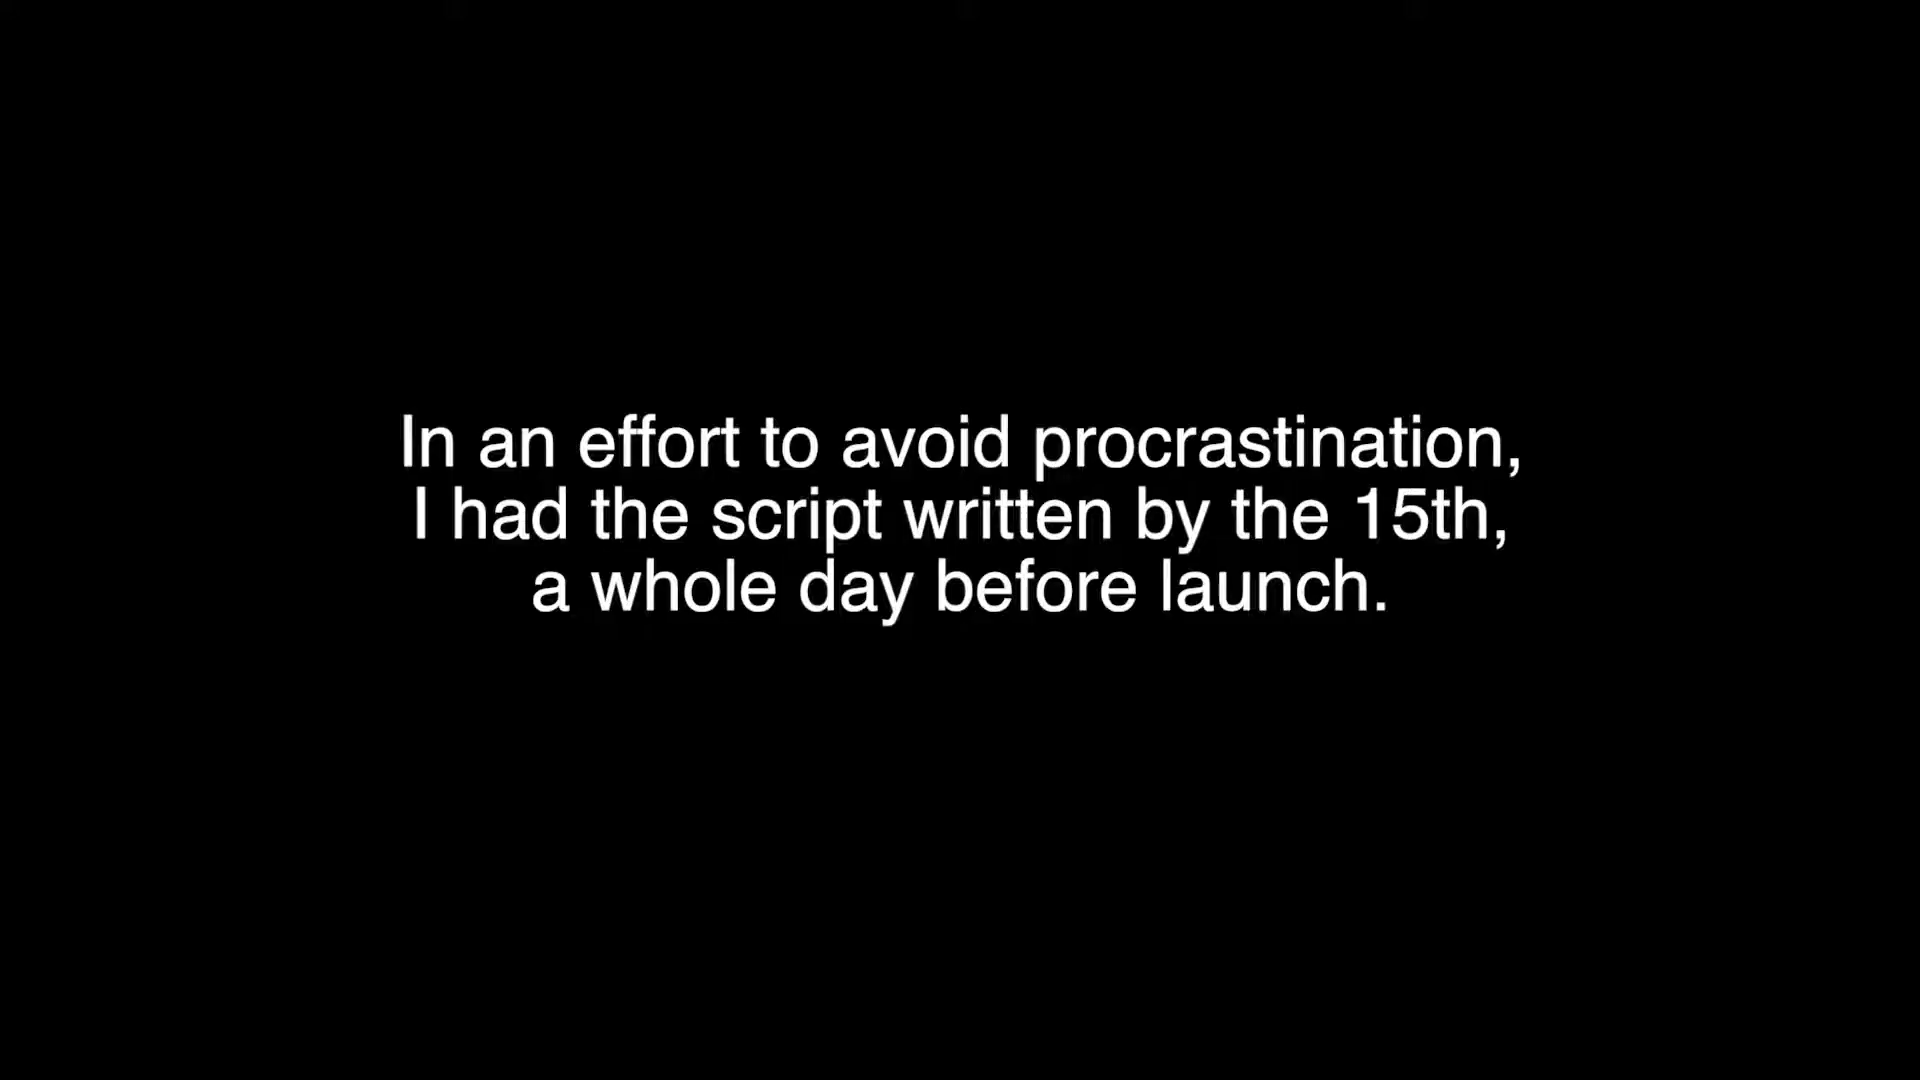 In an effort to avoid procrastination,
I had the script written by the 15th,
a whole day before launch.